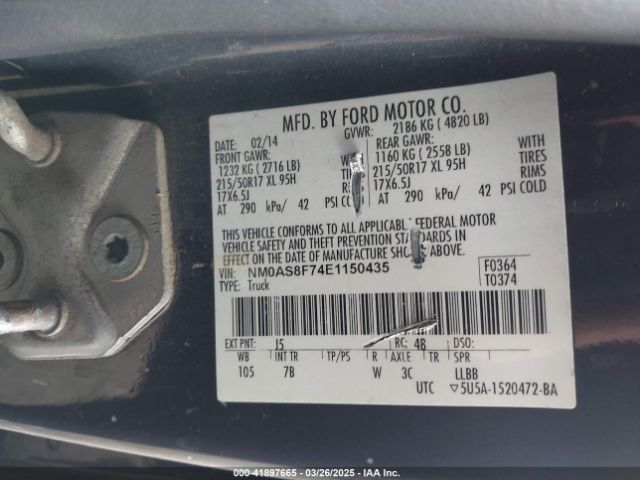 MFD. BY FORD MOTOR CO.
DATE: 02/14 GVWR: 2186 KG ( 4820 LB)
FRONT GAWR: REAR GAWR: WITH
1232 KG ( 2716 LB) 1160 KG ( 2558 LB) TIRES
215/50R17 XL 95H 215/50R17 XL 95H RIMS
17X6.5J 17X6.5J
AT 290 kPa/ 42 PSI COLD AT 290 kPa/ 42 PSI COLD
THIS VEHICLE CONFORMS TO ALL APPLICABLE FEDERAL MOTOR
VEHICLE SAFETY AND THEFT PREVENTION STANDARDS IN
EFFECT ON THE DATE OF MANUFACTURE SHOWN ABOVE.
VIN: NM0AS8F74E1150435 F0364
TYPE: Truck T0374
EXT PNT: J5 RC: 4B DSO:
WB INT TR TP/PS R AXLE TR SPR
105 7B W 3C LLBB
UTC ▽5U5A-1520472-BA
42-41897665 / 03/26/2025 - IAA Inc.